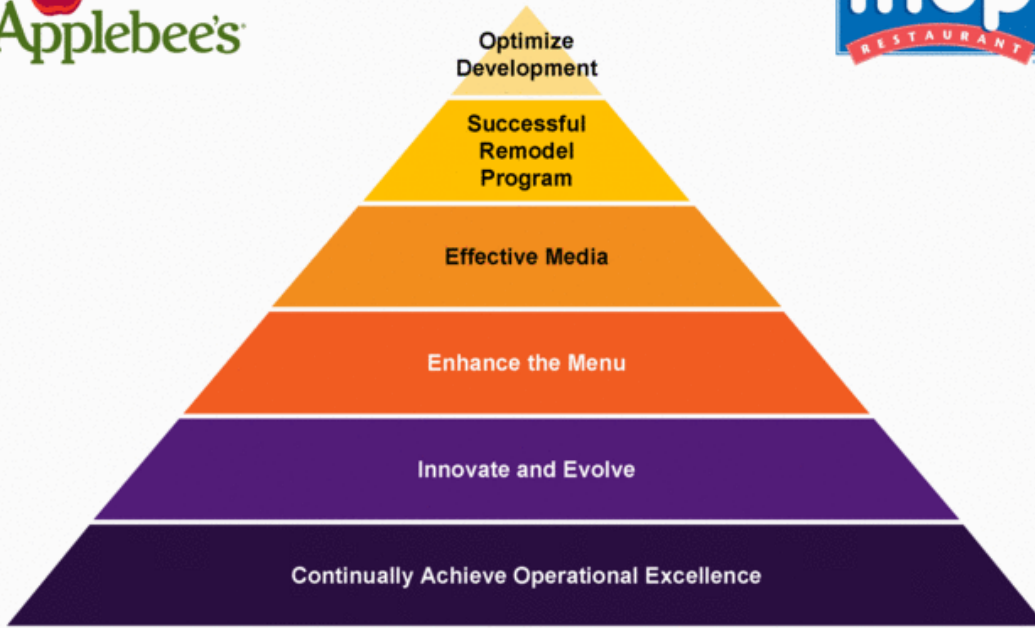 Applebee's
RESTAURANT
Optimize
Development
Successful
Remodel
Program
Effective Media
Enhance the Menu
Innovate and Evolve
Continually Achieve Operational Excellence